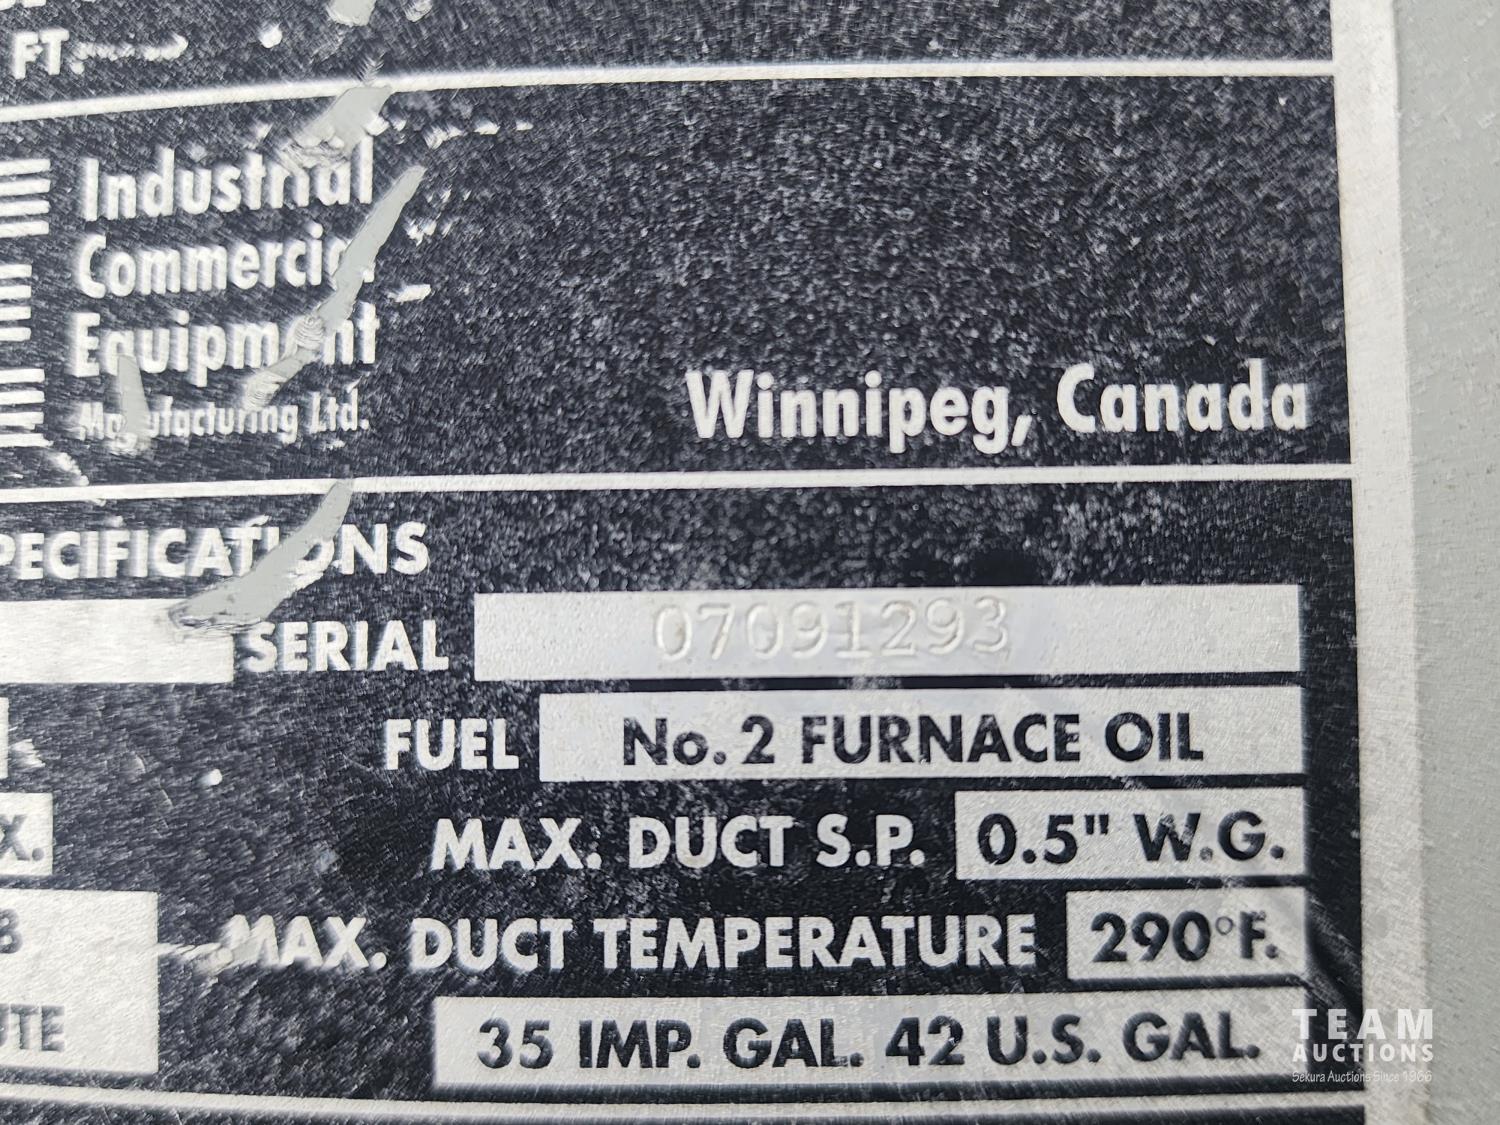 FT.
Industrial
Commercial
Equipment
Manufacturing Ltd.
Winnipeg, Canada
PECIFICATIONS
SERIAL 07091293
FUEL No. 2 FURNACE OIL
X. MAX. DUCT S.P. 0.5" W.G.
8 MAX. DUCT TEMPERATURE 290°F.
UTE 35 IMP. GAL. 42 U.S. GAL.
TEAM
AUCTIONS
Sekura Auctions Since 1966